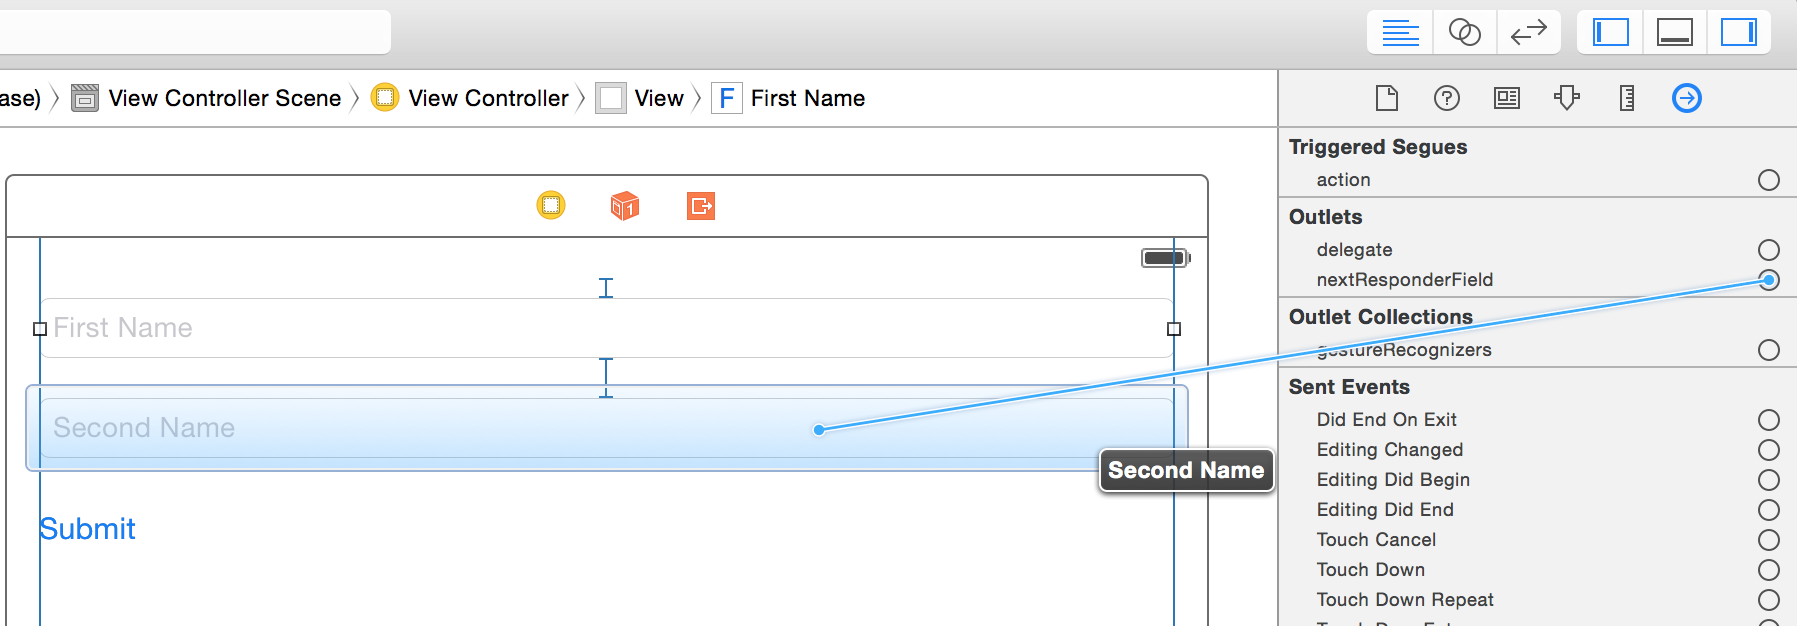 ase) View Controller Scene View Controller View F First Name
Triggered Segues
action
Outlets
delegate
nextResponderField
Outlet Collections
gestureRecognizers
Sent Events
Did End On Exit
Editing Changed
Editing Did Begin
Editing Did End
Touch Cancel
Touch Down
Touch Down Repeat
1
First Name
Second Name
Second Name
Submit